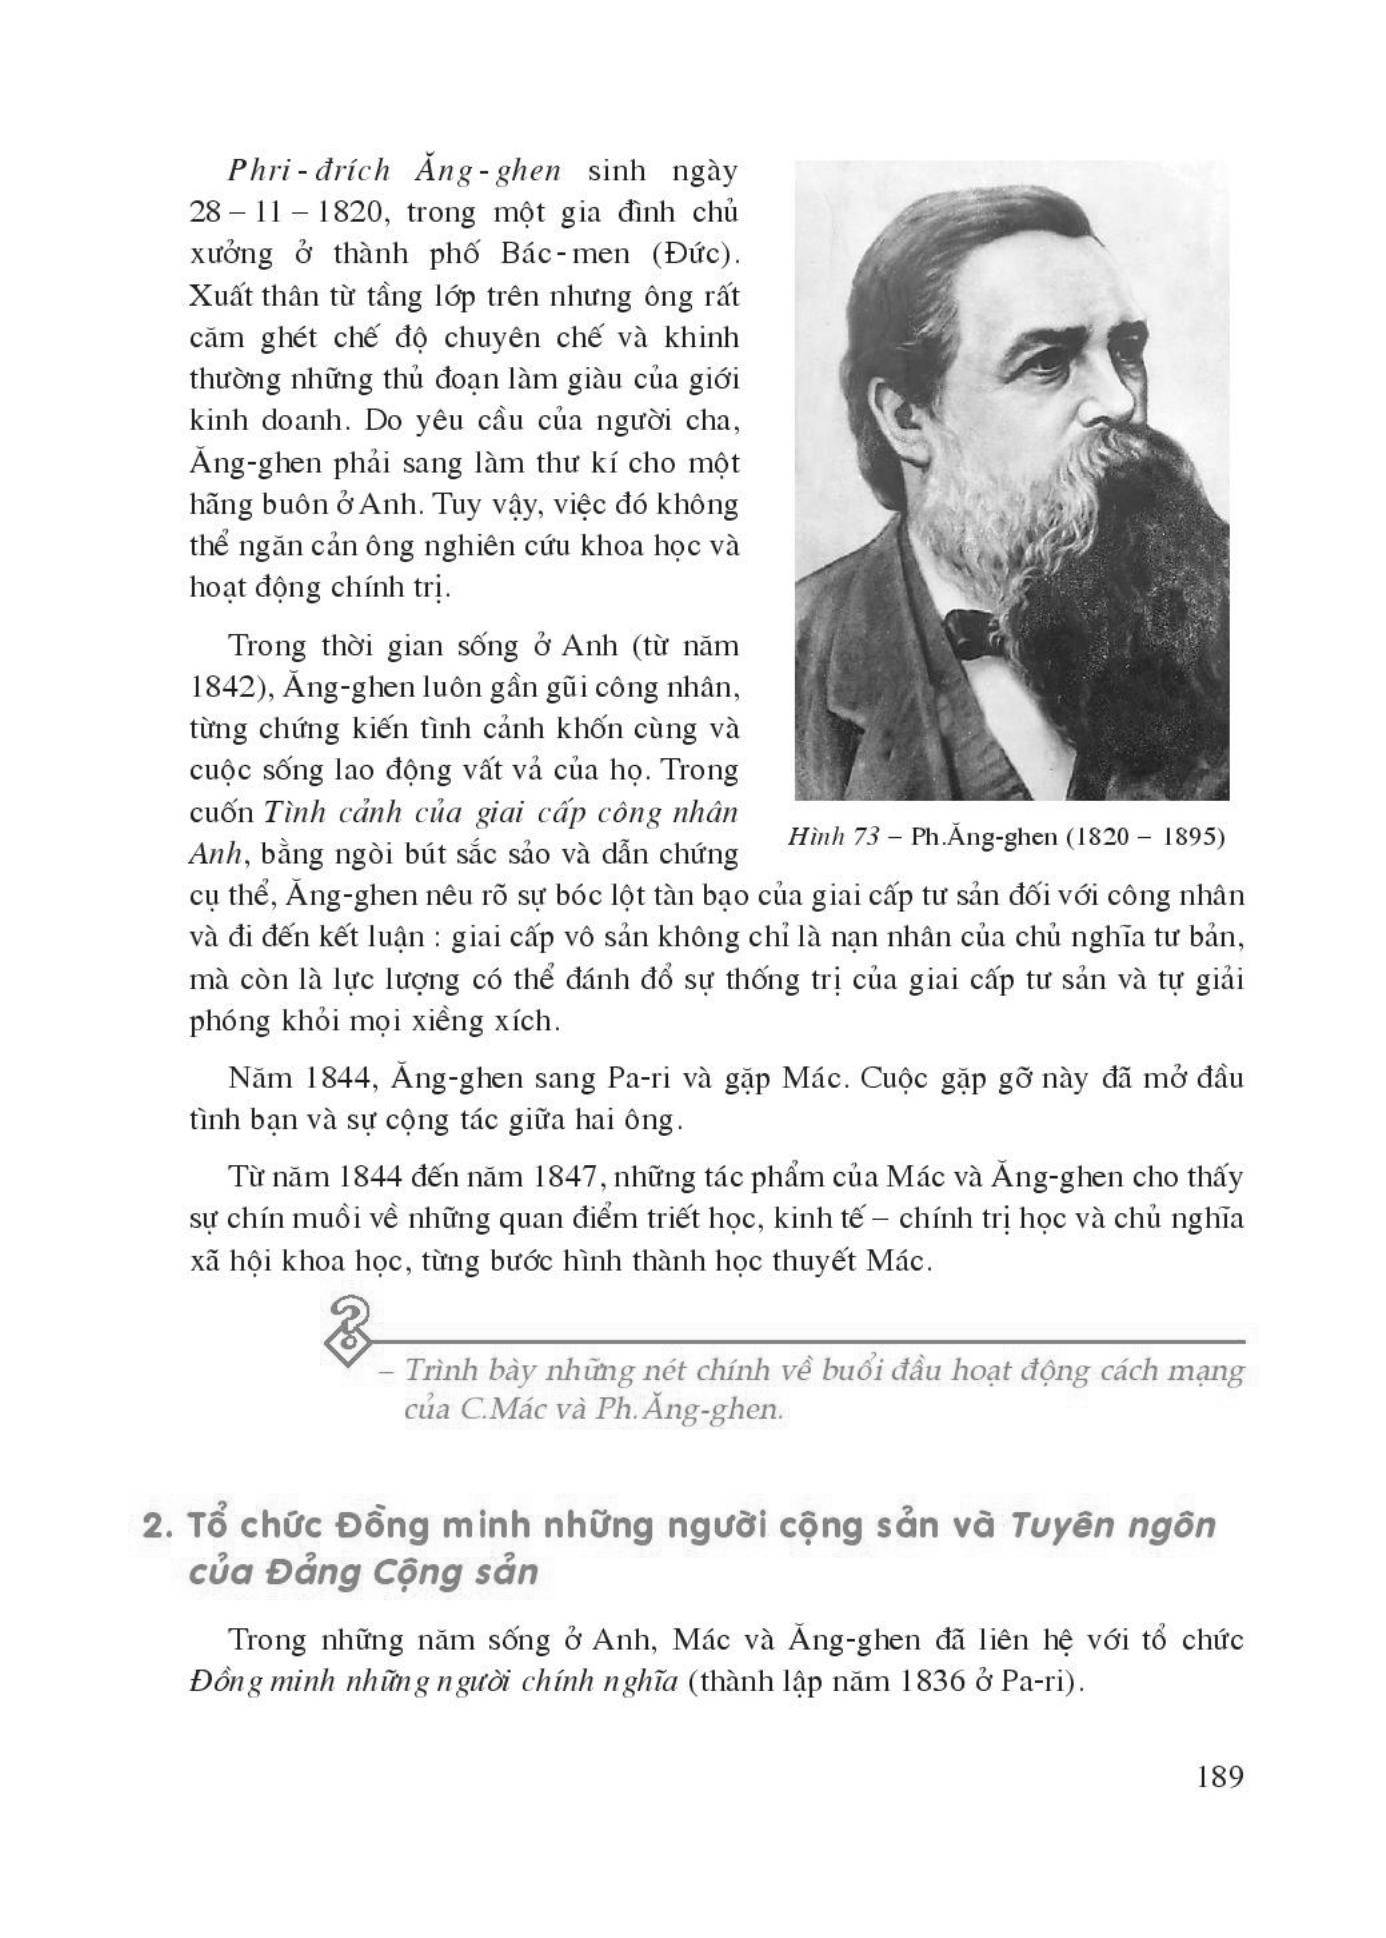 Phri - đrích Ăng - ghen sinh ngày
28 – 11 – 1820, trong một gia đình chủ
xưởng ở thành phố Bác - men (Đức).
Xuất thân từ tầng lớp trên nhưng ông rất
căm ghét chế độ chuyên chế và khinh
thường những thủ đoạn làm giàu của giới
kinh doanh. Do yêu cầu của người cha,
Ăng-ghen phải sang làm thư kí cho một
hãng buôn ở Anh. Tuy vậy, việc đó không
thể ngăn cản ông nghiên cứu khoa học và
hoạt động chính trị.
Trong thời gian sống ở Anh (từ năm
1842), Ăng-ghen luôn gần gũi công nhân,
từng chứng kiến tình cảnh khốn cùng và
cuộc sống lao động vất vả của họ. Trong
cuốn Tình cảnh của giai cấp công nhân
Anh, bằng ngòi bút sắc sảo và dẫn chứng
Hình 73 – Ph.Ăng-ghen (1820 – 1895)
cụ thể, Ăng-ghen nêu rõ sự bóc lột tàn bạo của giai cấp tư sản đối với công nhân
và đi đến kết luận : giai cấp vô sản không chỉ là nạn nhân của chủ nghĩa tư bản,
mà còn là lực lượng có thể đánh đổ sự thống trị của giai cấp tư sản và tự giải
phóng khỏi mọi xiềng xích.
Năm 1844, Ăng-ghen sang Pa-ri và gặp Mác. Cuộc gặp gỡ này đã mở đầu
tình bạn và sự cộng tác giữa hai ông.
Từ năm 1844 đến năm 1847, những tác phẩm của Mác và Ăng-ghen cho thấy
sự chín muồi về những quan điểm triết học, kinh tế – chính trị học và chủ nghĩa
xã hội khoa học, từng bước hình thành học thuyết Mác.
?
– Trình bày những nét chính về buổi đầu hoạt động cách mạng
của C.Mác và Ph.Ăng-ghen.
2. Tổ chức Đồng minh những người cộng sản và Tuyên ngôn
của Đảng Cộng sản
Trong những năm sống ở Anh, Mác và Ăng-ghen đã liên hệ với tổ chức
Đồng minh những người chính nghĩa (thành lập năm 1836 ở Pa-ri).
189